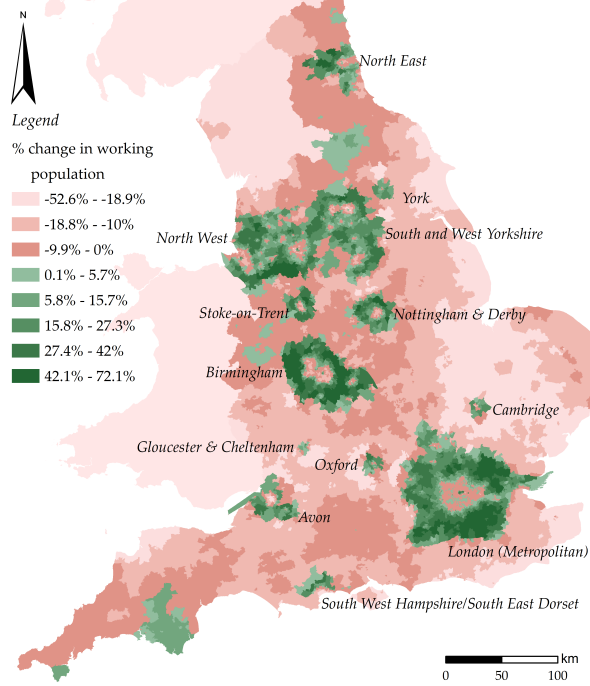 N
North East
Legend
% change in working
population
-52.6% - -18.9%
-18.8% - -10%
-9.9% - 0%
0.1% - 5.7%
5.8% - 15.7%
15.8% - 27.3%
27.4% - 42%
42.1% - 72.1%
York
North West
South and West Yorkshire
Stoke-on-Trent
Nottingham & Derby
Birmingham
Cambridge
Gloucester & Cheltenham
Oxford
Avon
London (Metropolitan)
South West Hampshire/South East Dorset
km
0 50 100